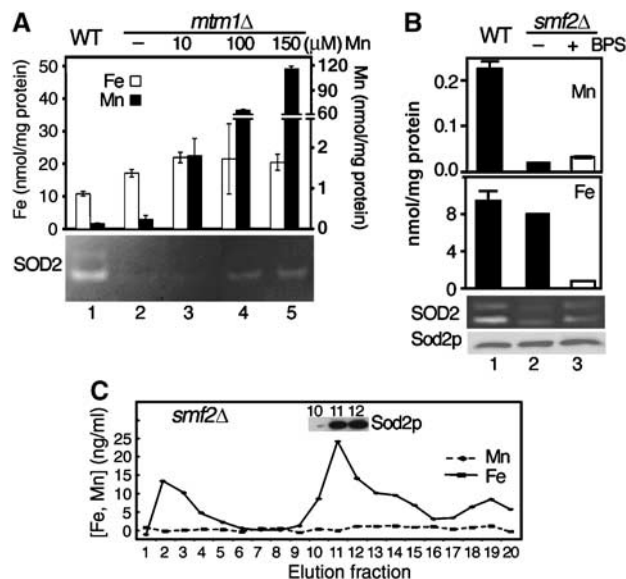 A
mtm1Δ
WT – 10 100 150 (μM) Mn
Fe (nmol/mg protein)
50
40
30
20
10
0
Fe
Mn
120
90
60
2
1
0
Mn (nmol/mg protein)
SOD2
1 2 3 4 5
B
smf2Δ
WT – + BPS
nmol/mg protein
0.2
0.1
0.0
Mn
8
4
0
Fe
SOD2
Sod2p
1 2 3
C
smf2Δ
10 11 12
Sod2p
[Fe, Mn] (ng/ml)
25
20
15
10
5
0
Mn
Fe
1 2 3 4 5 6 7 8 9 10 11 12 13 14 15 16 17 18 19 20
Elution fraction